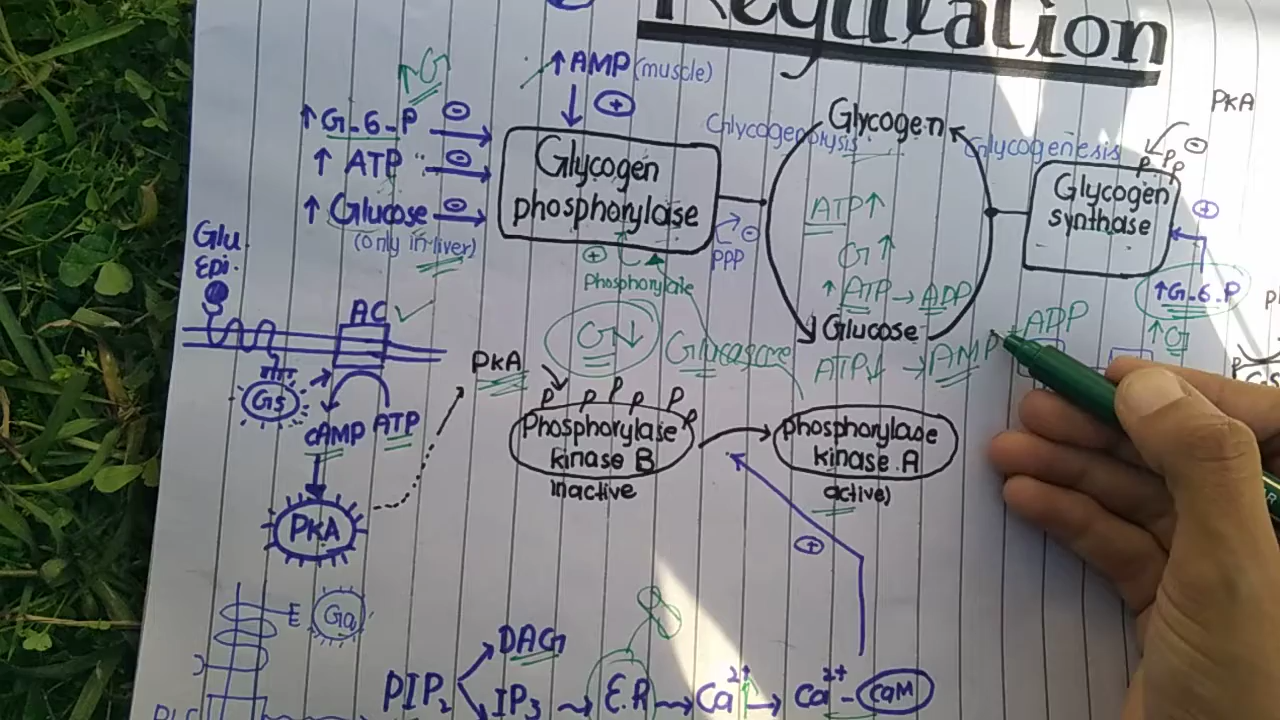 Regulation
↑ AMP (muscle)
↑ G
⊕
↑ G-6-P ⊖
↑ ATP ⊖
↑ Glucose ⊖
(only in liver)
Glycogen
phosphorylase
Glycogenolysis
Glycogen
Glycogenesis
PKA
⊖
P P P
Glycogen
synthase
⊕
↑G-6-P
↑G
⊖
PPP
ATP↑
G↑
↑ ATP → ADP
Glucose
ATP↓ → AMP
+ ADP
⊕
Phosphorylate
G↓
Glu
Epi.
AC ✓
Gs
cAMP ATP
PKA
PKA
P P P P P P
Phosphorylase
kinase B
inactive
phosphorylase
kinase A
active)
⊕
E Gq
PLC
PIP2
DAG
IP3 → E.R → Ca2+ ↑ → Ca2+ - CaM